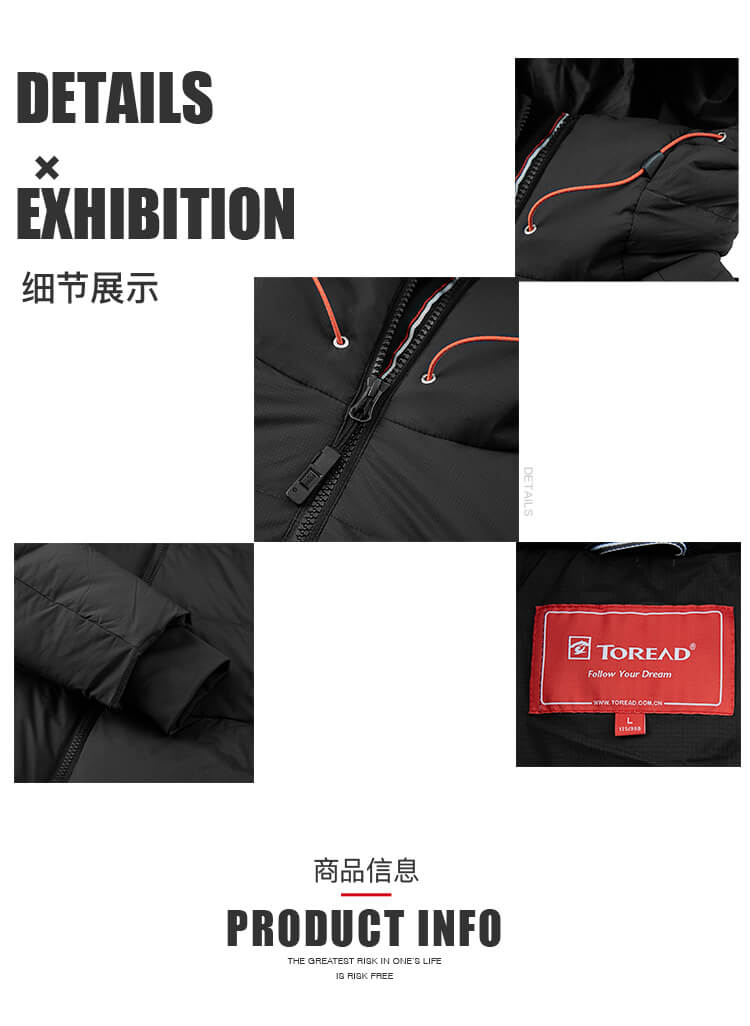 DETAILS
×
EXHIBITION
细节展示
DETAILS
TOREAD®
Follow Your Dream
WWW.TOREAD.COM.CN
L
商品信息
PRODUCT INFO
THE GREATEST RISK IN ONE'S LIFE
IS RISK FREE